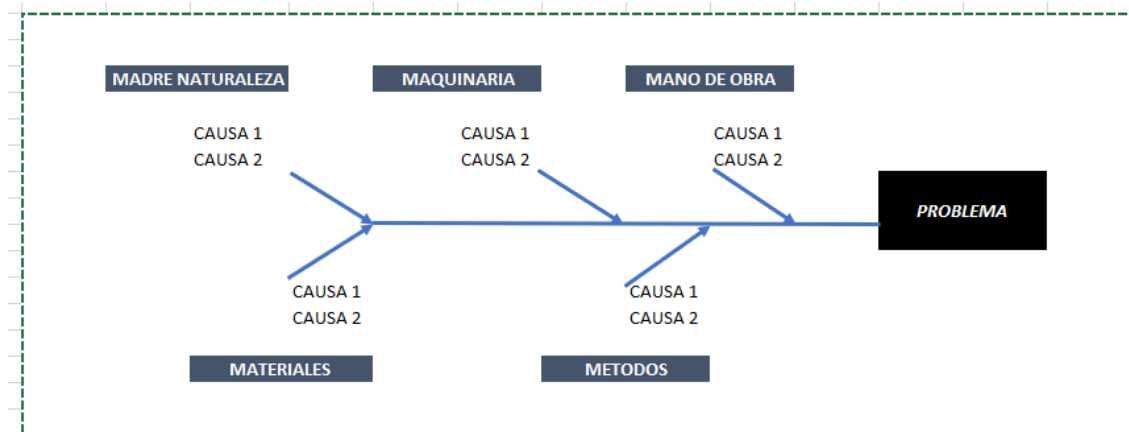 MADRE NATURALEZA
MAQUINARIA
MANO DE OBRA
CAUSA 1
CAUSA 2
CAUSA 1
CAUSA 2
CAUSA 1
CAUSA 2
PROBLEMA
CAUSA 1
CAUSA 2
CAUSA 1
CAUSA 2
MATERIALES
METODOS